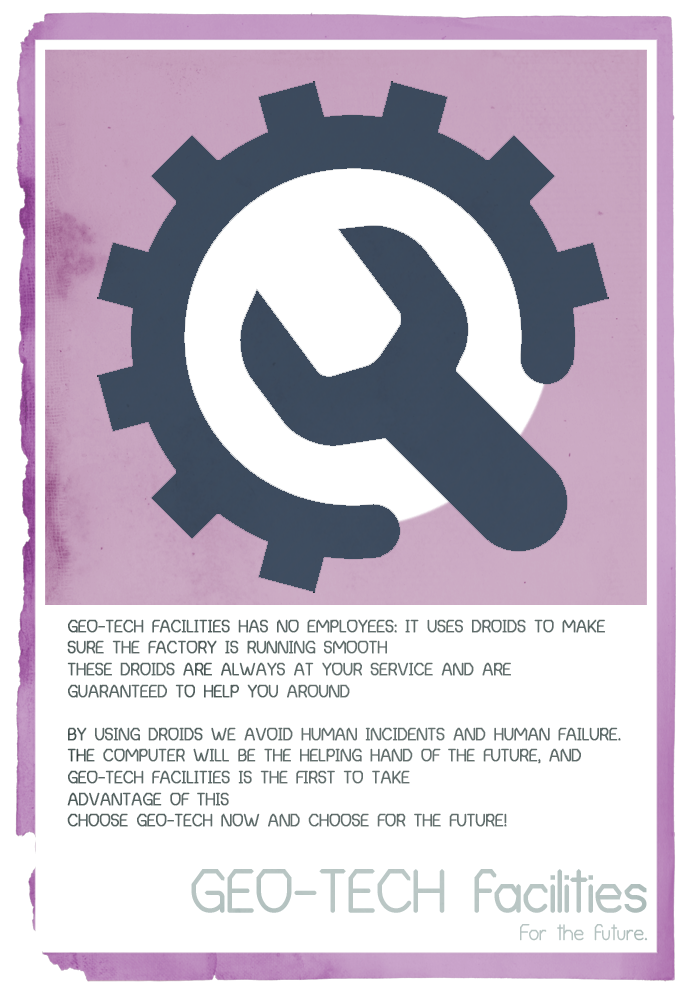 GEO-TECH FACILITIES HAS NO EMPLOYEES: IT USES DROIDS TO MAKE
SURE THE FACTORY IS RUNNING SMOOTH
THESE DROIDS ARE ALWAYS AT YOUR SERVICE AND ARE
GUARANTEED TO HELP YOU AROUND
BY USING DROIDS WE AVOID HUMAN INCIDENTS AND HUMAN FAILURE.
THE COMPUTER WILL BE THE HELPING HAND OF THE FUTURE, AND
GEO-TECH FACILITIES IS THE FIRST TO TAKE
ADVANTAGE OF THIS
CHOOSE GEO-TECH NOW AND CHOOSE FOR THE FUTURE!
GEO-TECH Facilities
For the future.